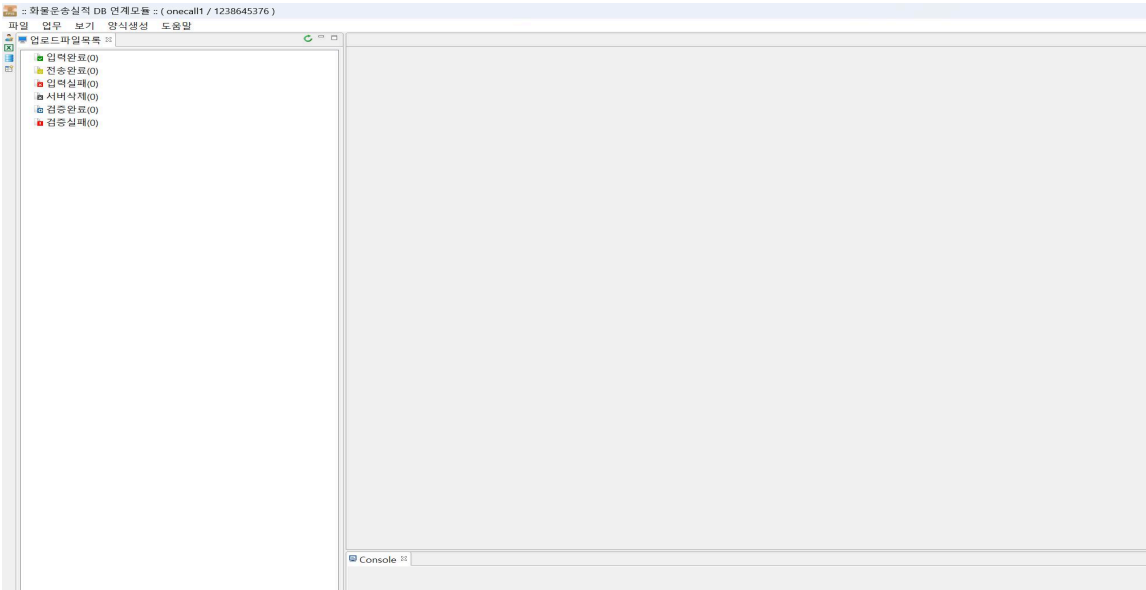 :: 화물운송실적 DB 연계모듈 :: ( onecall1 / 1238645376 )
파일 업무 보기 양식생성 도움말
업로드파일목록
입력완료(0)
전송완료(0)
입력실패(0)
서버삭제(0)
검증완료(0)
검증실패(0)
Console